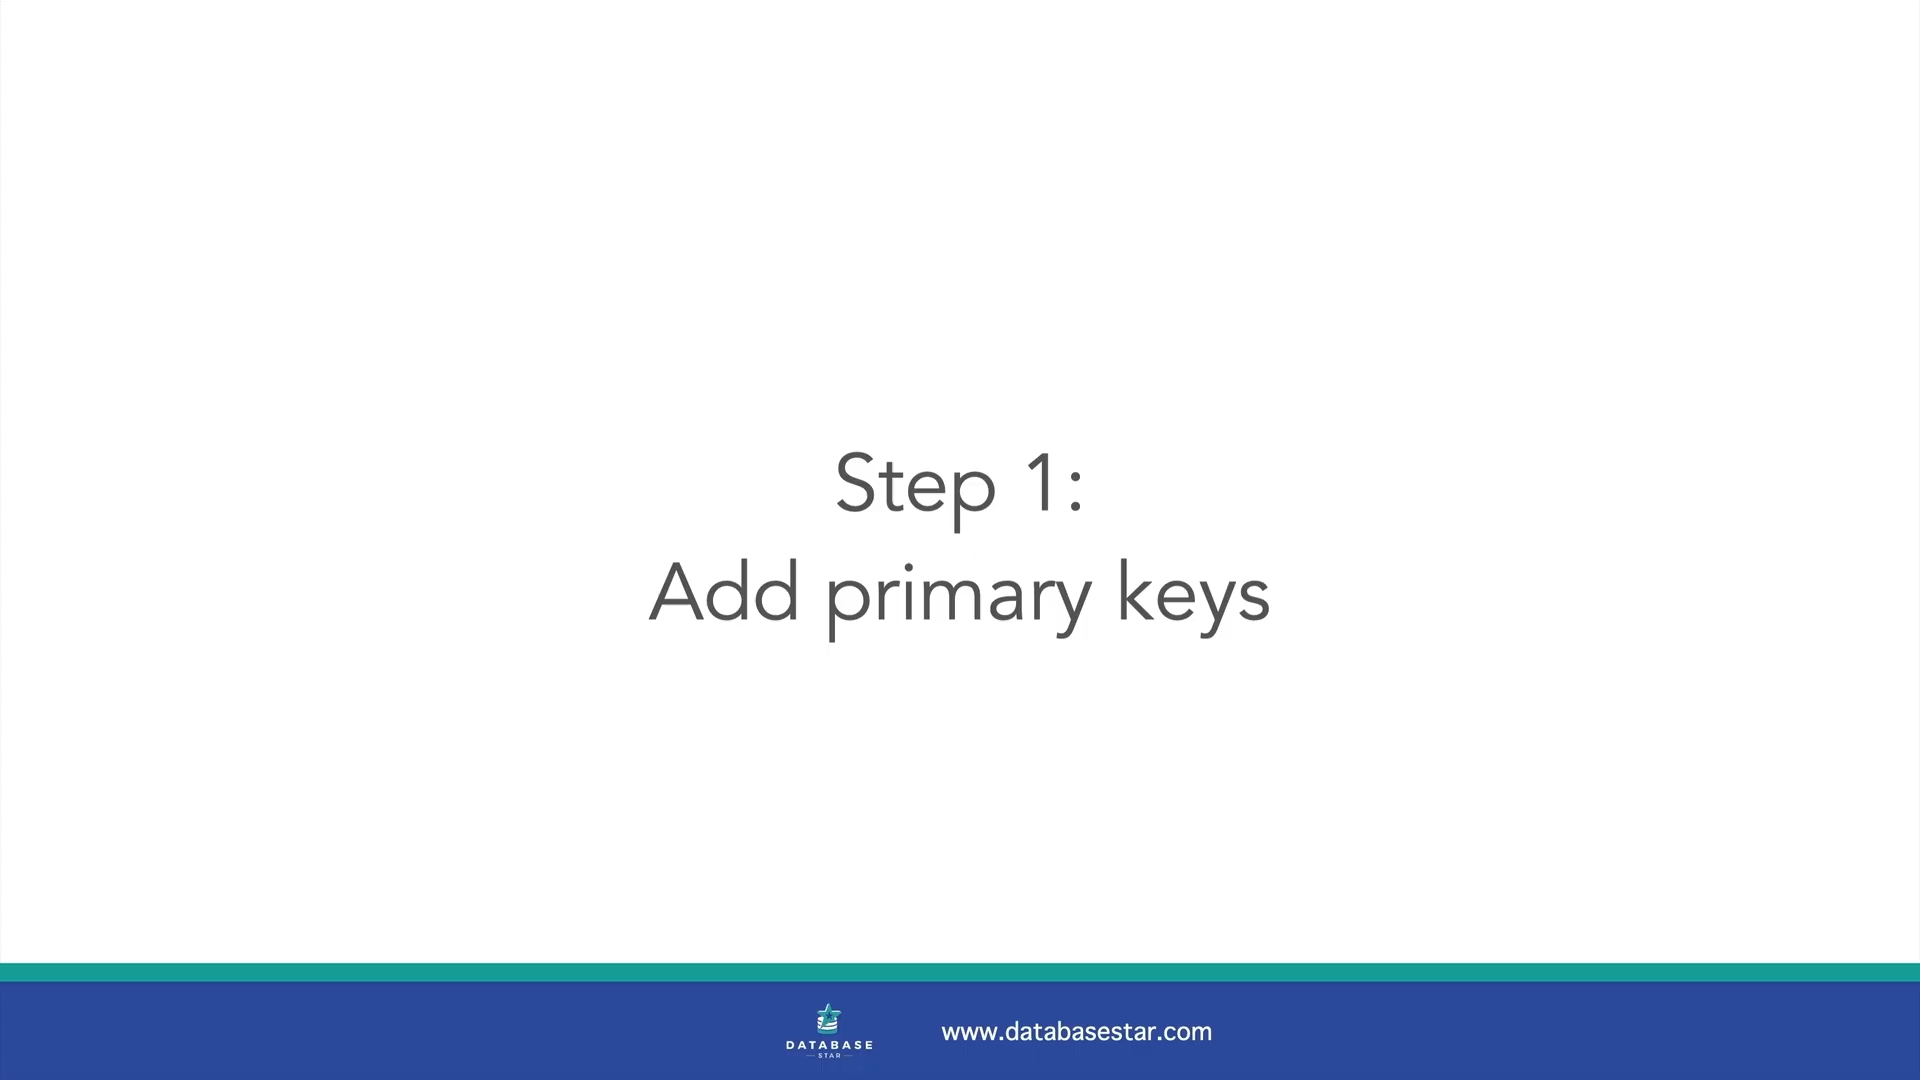 Step 1:
Add primary keys
DATABASE
STAR
www.databasestar.com